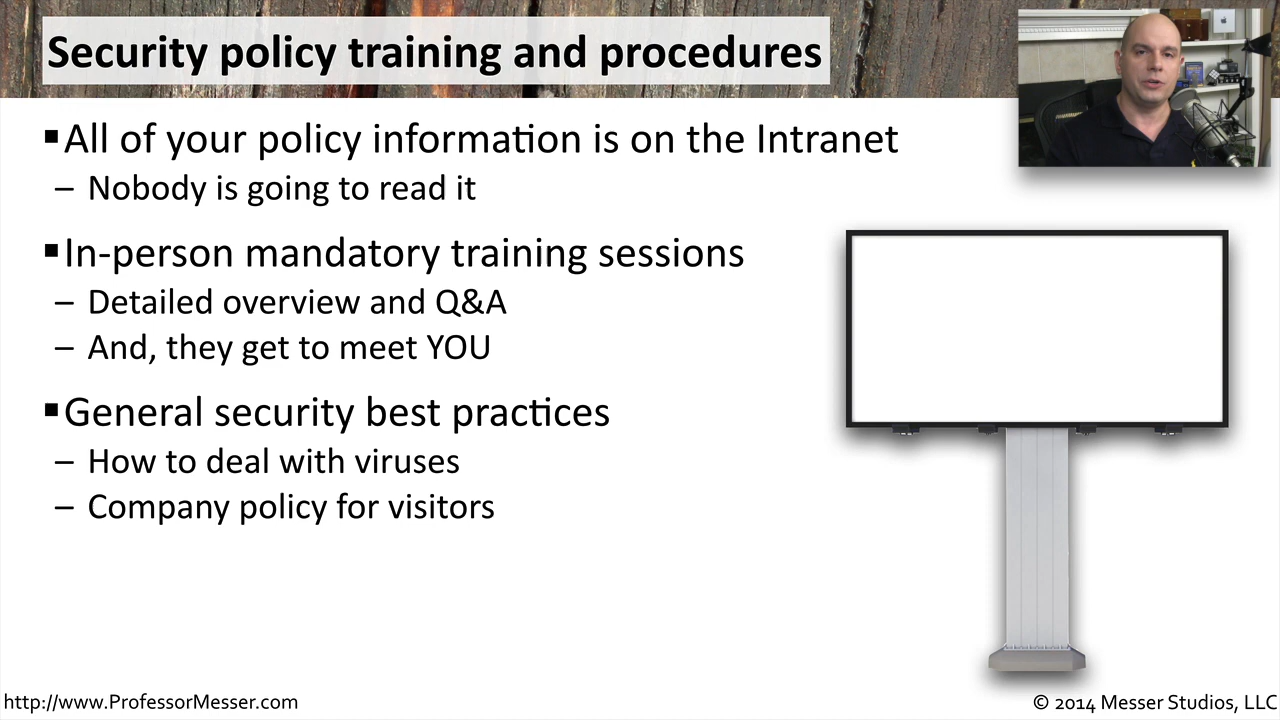 Security policy training and procedures
▪All of your policy information is on the Intranet
– Nobody is going to read it
▪In-person mandatory training sessions
– Detailed overview and Q&A
– And, they get to meet YOU
▪General security best practices
– How to deal with viruses
– Company policy for visitors
http://www.ProfessorMesser.com
© 2014 Messer Studios, LLC